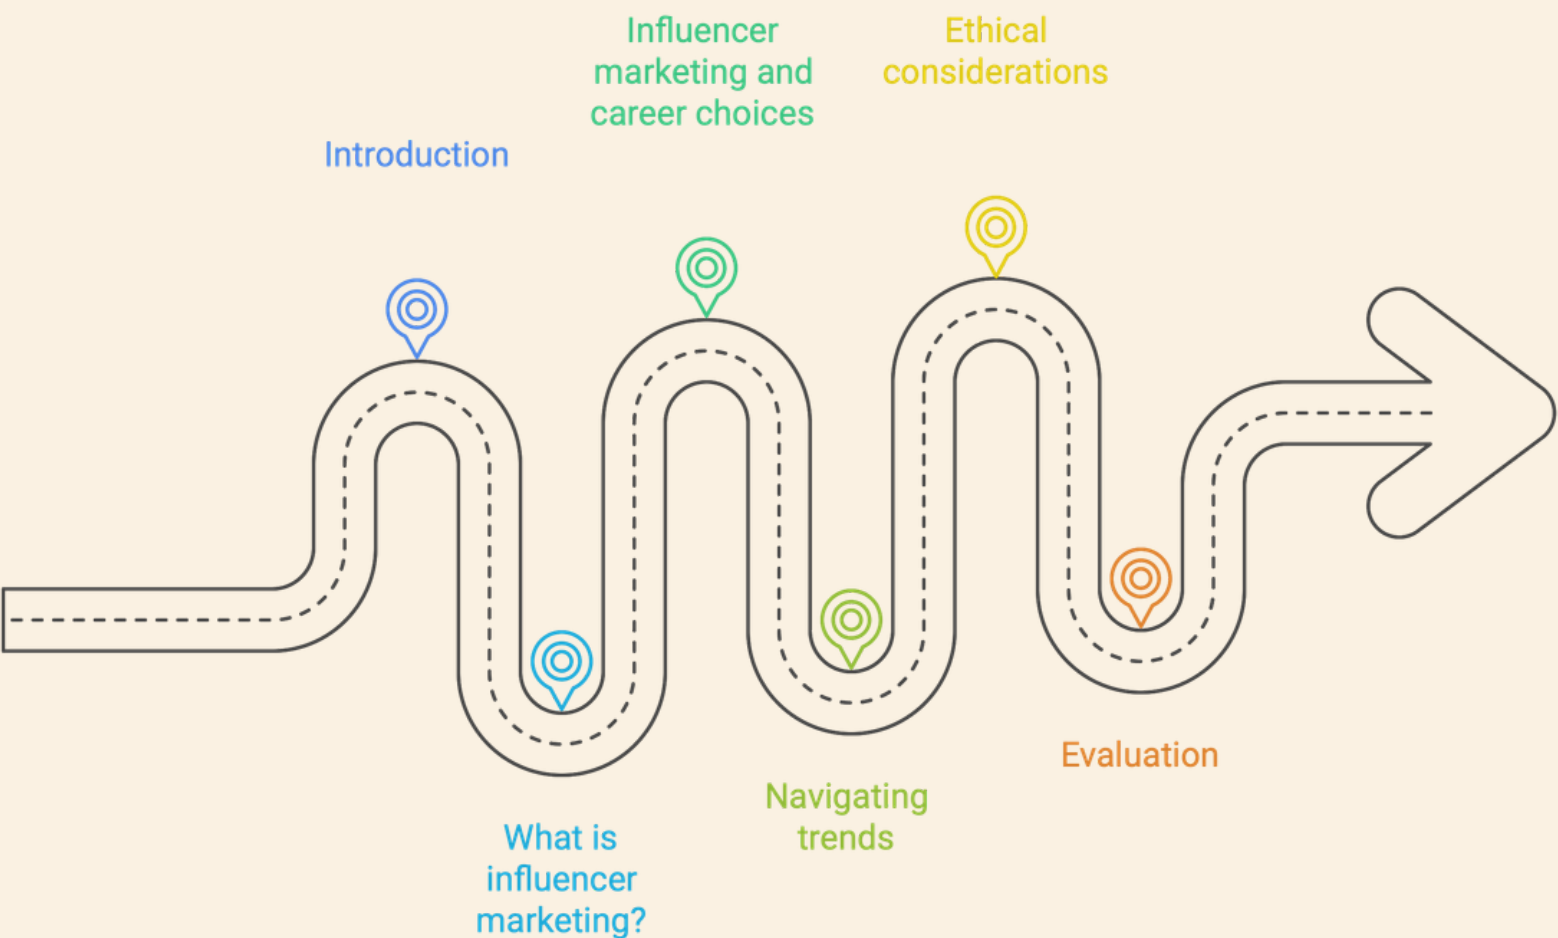 Introduction
What is
influencer
marketing?
Influencer
marketing and
career choices
Navigating
trends
Ethical
considerations
Evaluation